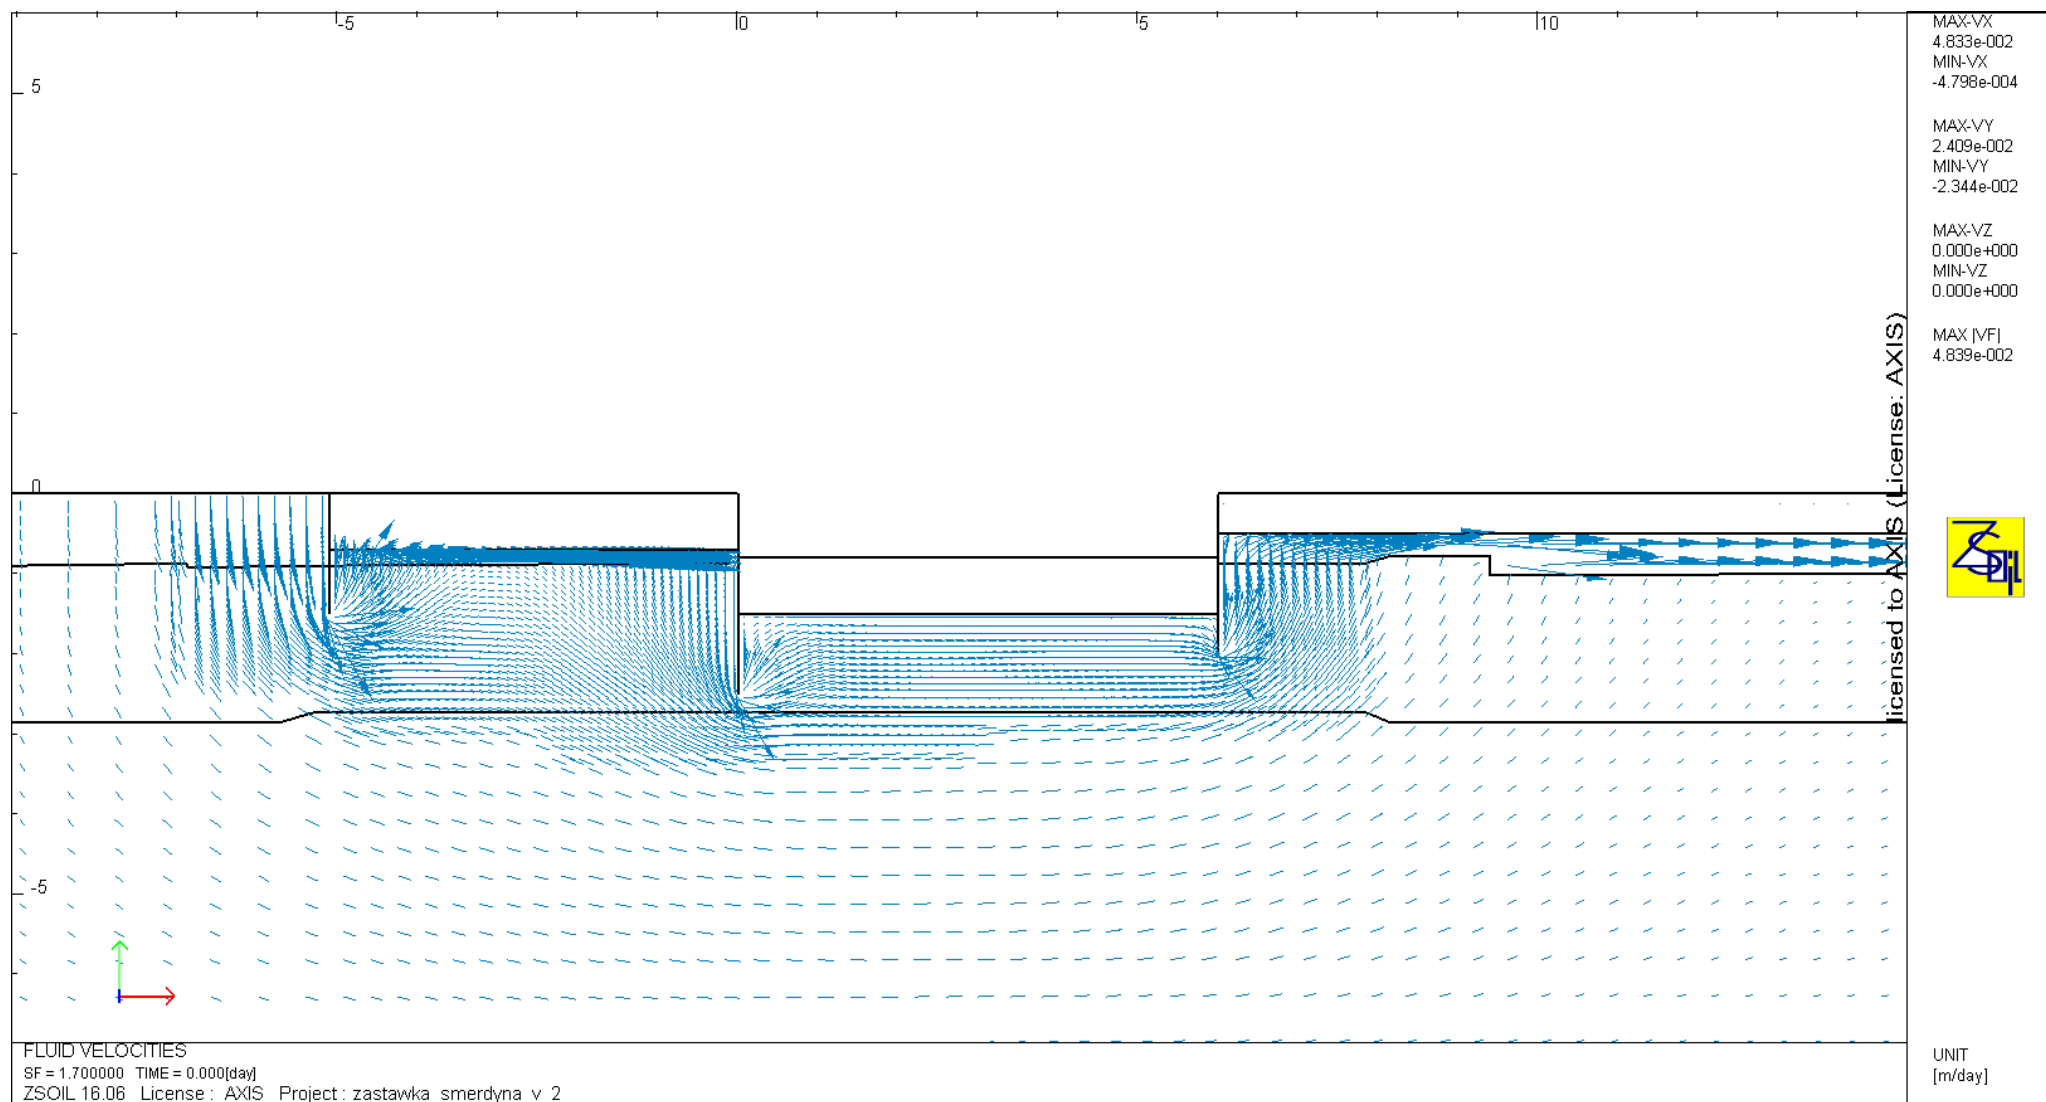 -5
0
5
10
5
0
-5
MAX-VX
4.833e-002
MIN-VX
-4.798e-004
MAX-VY
2.409e-002
MIN-VY
-2.344e-002
MAX-VZ
0.000e+000
MIN-VZ
0.000e+000
MAX |VF|
4.839e-002
licensed to AXIS (License: AXIS)
ZSoil
UNIT
[m/day]
FLUID VELOCITIES
SF = 1.700000 TIME = 0.000[day]
ZSOIL 16.06 License : AXIS Project : zastawka_smerdyna_v_2